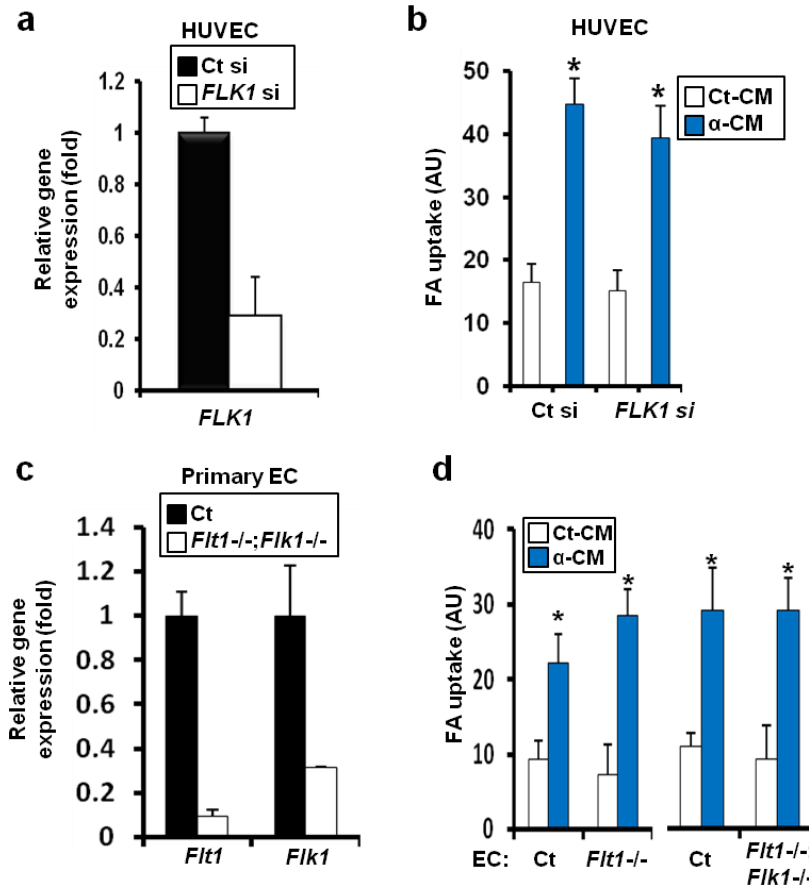 a
HUVEC
Ct si
FLK1 si
1.2
1
0.8
0.6
0.4
0.2
0
Relative gene
expression (fold)
FLK1
b
HUVEC
Ct-CM
α-CM
50
40
30
20
10
0
FA uptake (AU)
*
*
Ct si
FLK1 si
c
Primary EC
Ct
Flt1-/-;Flk1-/-
1.4
1.2
1
0.8
0.6
0.4
0.2
0
Relative gene
expression (fold)
Flt1
Flk1
d
Ct-CM
α-CM
40
30
20
10
0
FA uptake (AU)
*
*
*
*
EC:
Ct
Flt1-/-
Ct
Flt1-/-;
Flk1-/-